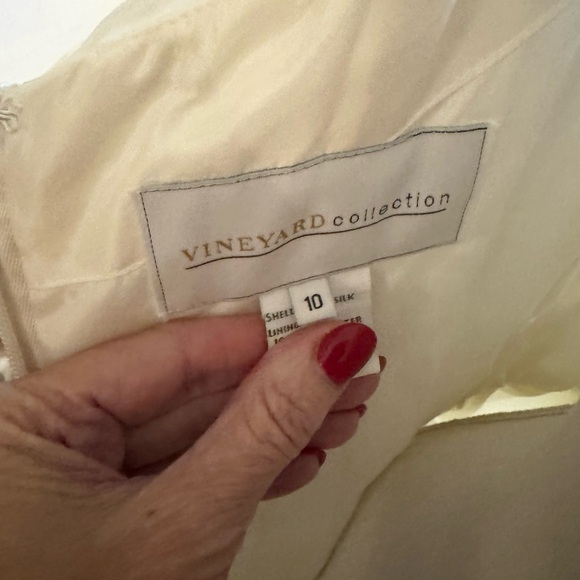 VINEYARD collection
10
SHELL SILK
LINING